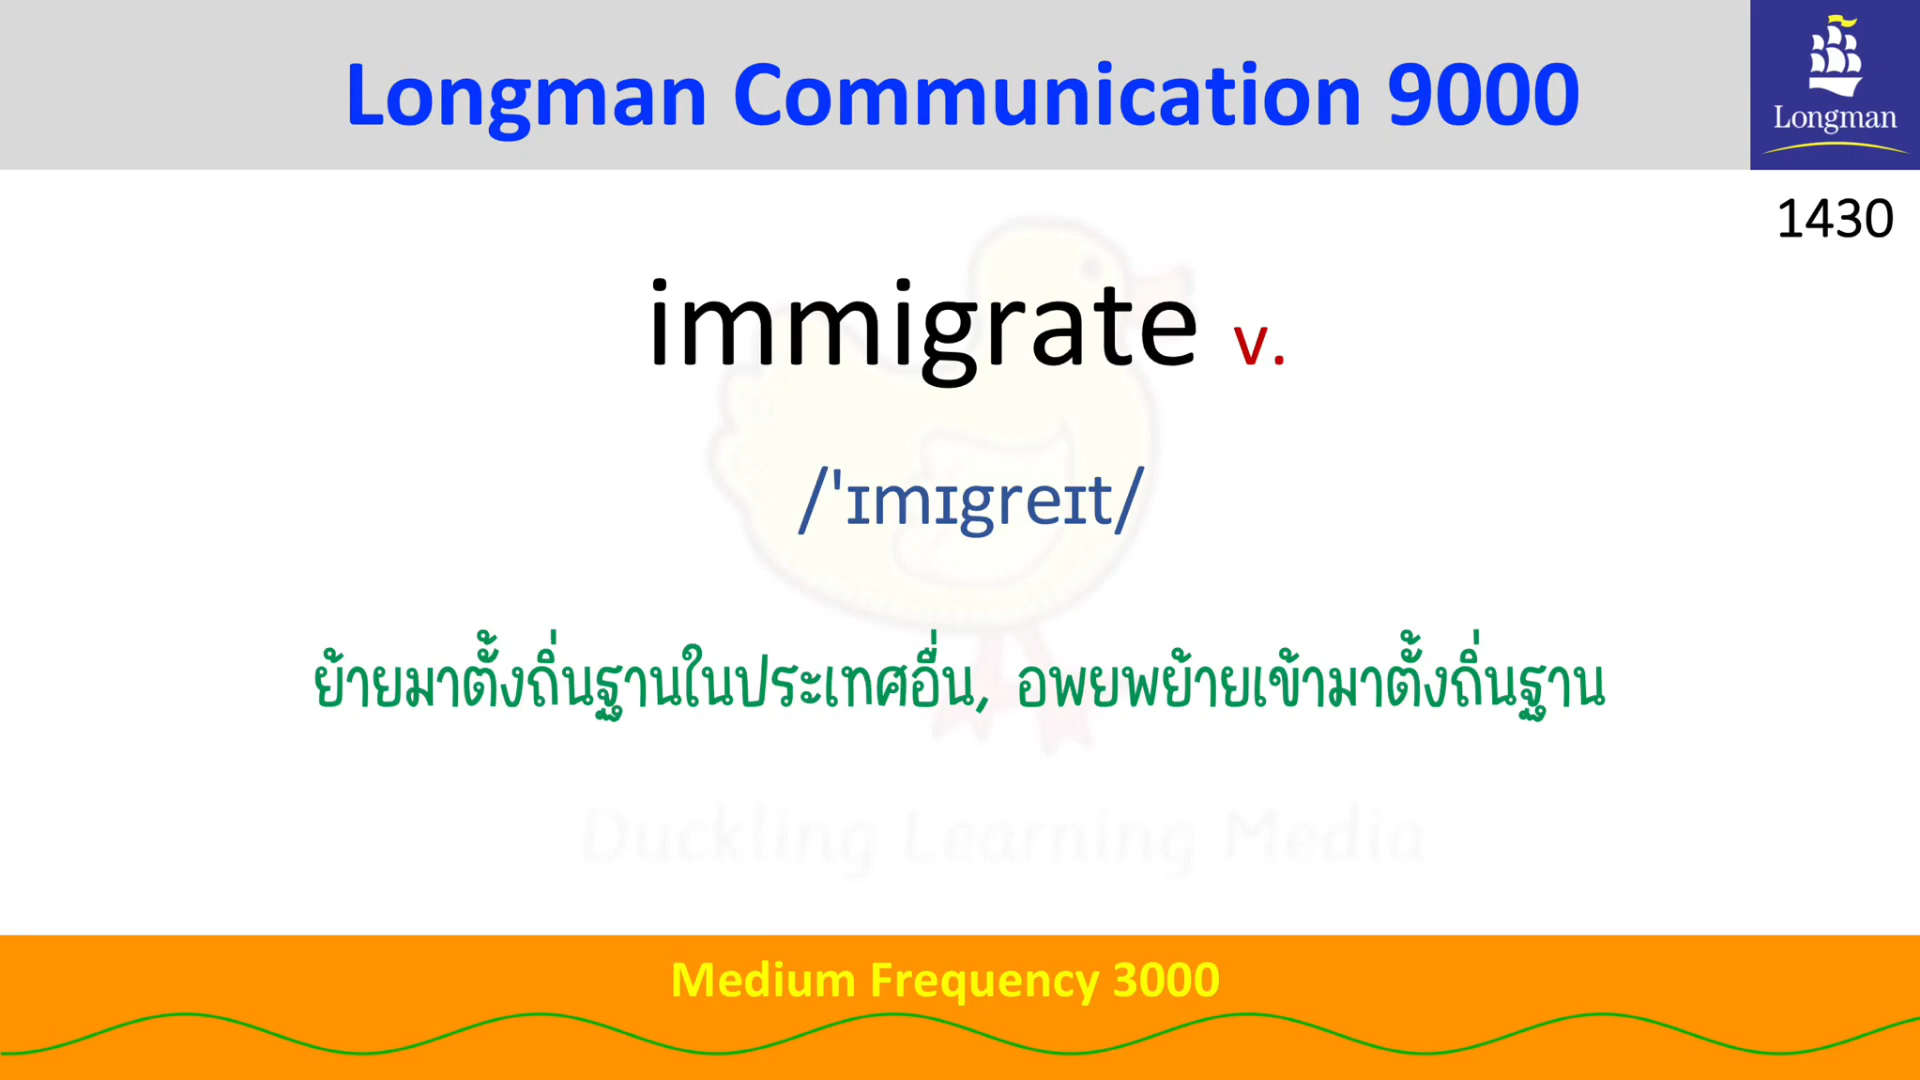 Longman Communication 9000
Longman
1430
immigrate v.
/ˈɪmɪgreɪt/
ย้ายมาตั้งถิ่นฐานในประเทศอื่น, อพยพย้ายเข้ามาตั้งถิ่นฐาน
Duckling Learning Media
Medium Frequency 3000